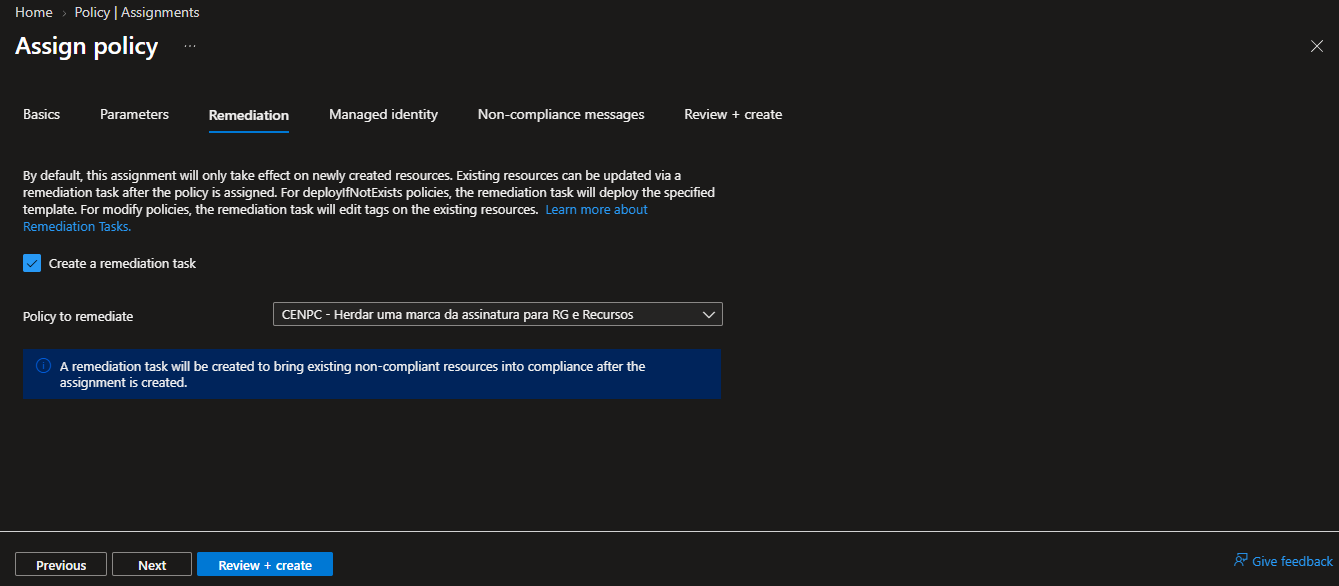 Home > Policy | Assignments
Assign policy ...
Basics Parameters Remediation Managed identity Non-compliance messages Review + create
By default, this assignment will only take effect on newly created resources. Existing resources can be updated via a
remediation task after the policy is assigned. For deployIfNotExists policies, the remediation task will deploy the specified
template. For modify policies, the remediation task will edit tags on the existing resources. Learn more about
Remediation Tasks.
Create a remediation task
Policy to remediate CENPC - Herdar uma marca da assinatura para RG e Recursos
A remediation task will be created to bring existing non-compliant resources into compliance after the
assignment is created.
Previous Next Review + create Give feedback